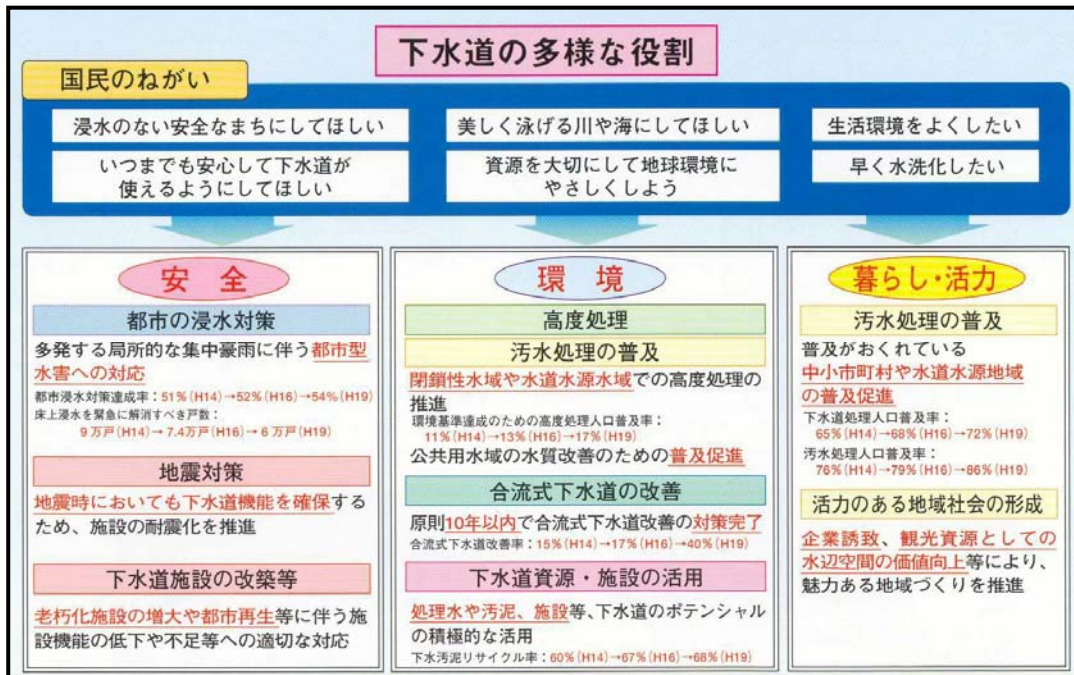 下水道の多様な役割
国民のねがい
浸水のない安全なまちにしてほしい
いつまでも安心して下水道が
使えるようにしてほしい
美しく泳げる川や海にしてほしい
資源を大切にして地球環境に
やさしくしよう
生活環境をよくしたい
早く水洗化したい
安 全
都市の浸水対策
多発する局所的な集中豪雨に伴う都市型
水害への対応
都市浸水対策達成率：51%(H14)→52%(H16)→54%(H19)
床上浸水を緊急に解消すべき戸数：
9万戸(H14)→7.4万戸(H16)→6万戸(H19)
地震対策
地震時においても下水道機能を確保する
ため、施設の耐震化を推進
下水道施設の改築等
老朽化施設の増大や都市再生等に伴う施
設機能の低下や不足等への適切な対応
環 境
高度処理
汚水処理の普及
閉鎖性水域や水道水源水域での高度処理の
推進
環境基準達成のための高度処理人口普及率：
11%(H14)→13%(H16)→17%(H19)
公共用水域の水質改善のための普及促進
合流式下水道の改善
原則10年以内で合流式下水道改善の対策完了
合流式下水道改善率：15%(H14)→17%(H16)→40%(H19)
下水道資源・施設の活用
処理水や汚泥、施設等、下水道のポテンシャル
の積極的な活用
下水汚泥リサイクル率：60%(H14)→67%(H16)→68%(H19)
暮らし・活力
汚水処理の普及
普及がおくれている
中小市町村や水道水源地域
の普及促進
下水道処理人口普及率：
65%(H14)→68%(H16)→72%(H19)
汚水処理人口普及率：
76%(H14)→79%(H16)→86%(H19)
活力のある地域社会の形成
企業誘致、観光資源としての
水辺空間の価値向上等により、
魅力ある地域づくりを推進